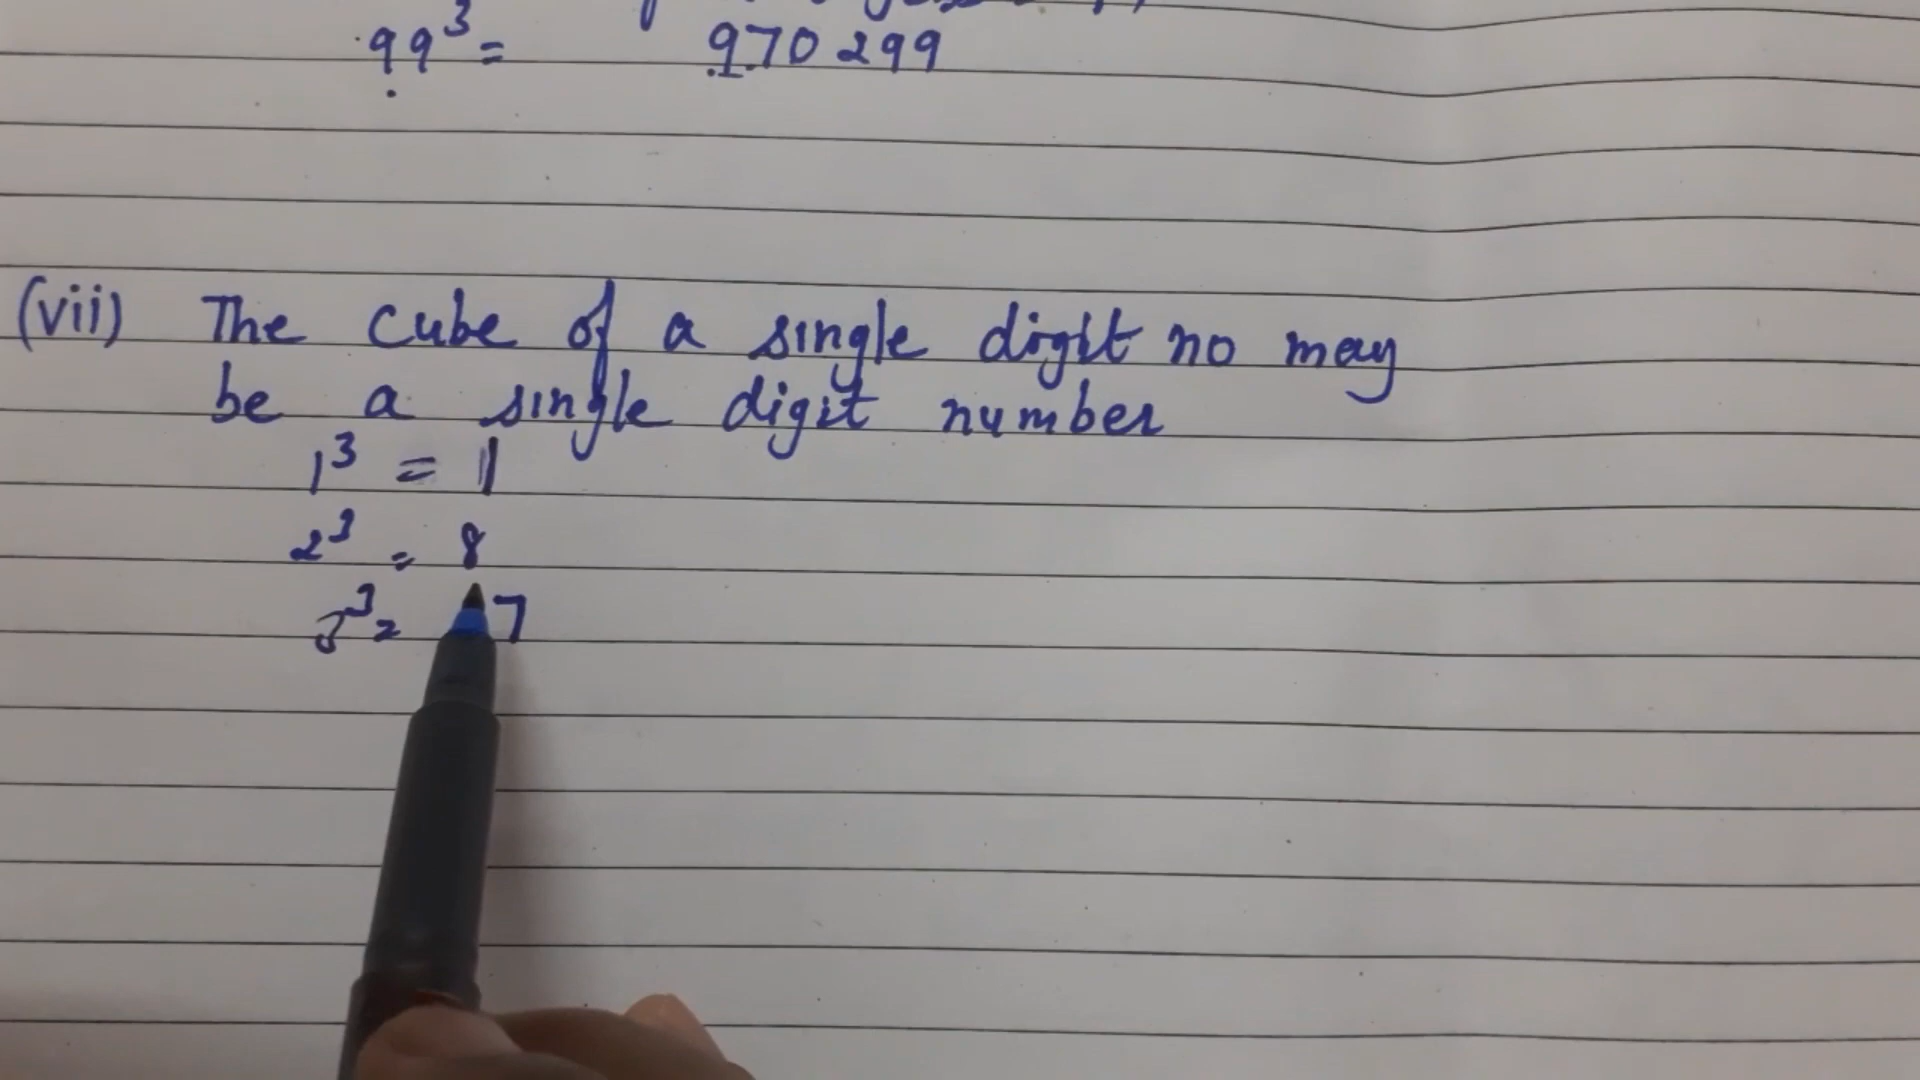 99³ = 970299
(vii) The cube of a single digit no may
be a single digit number
1³ = 1
2³ = 8
3³ = 7